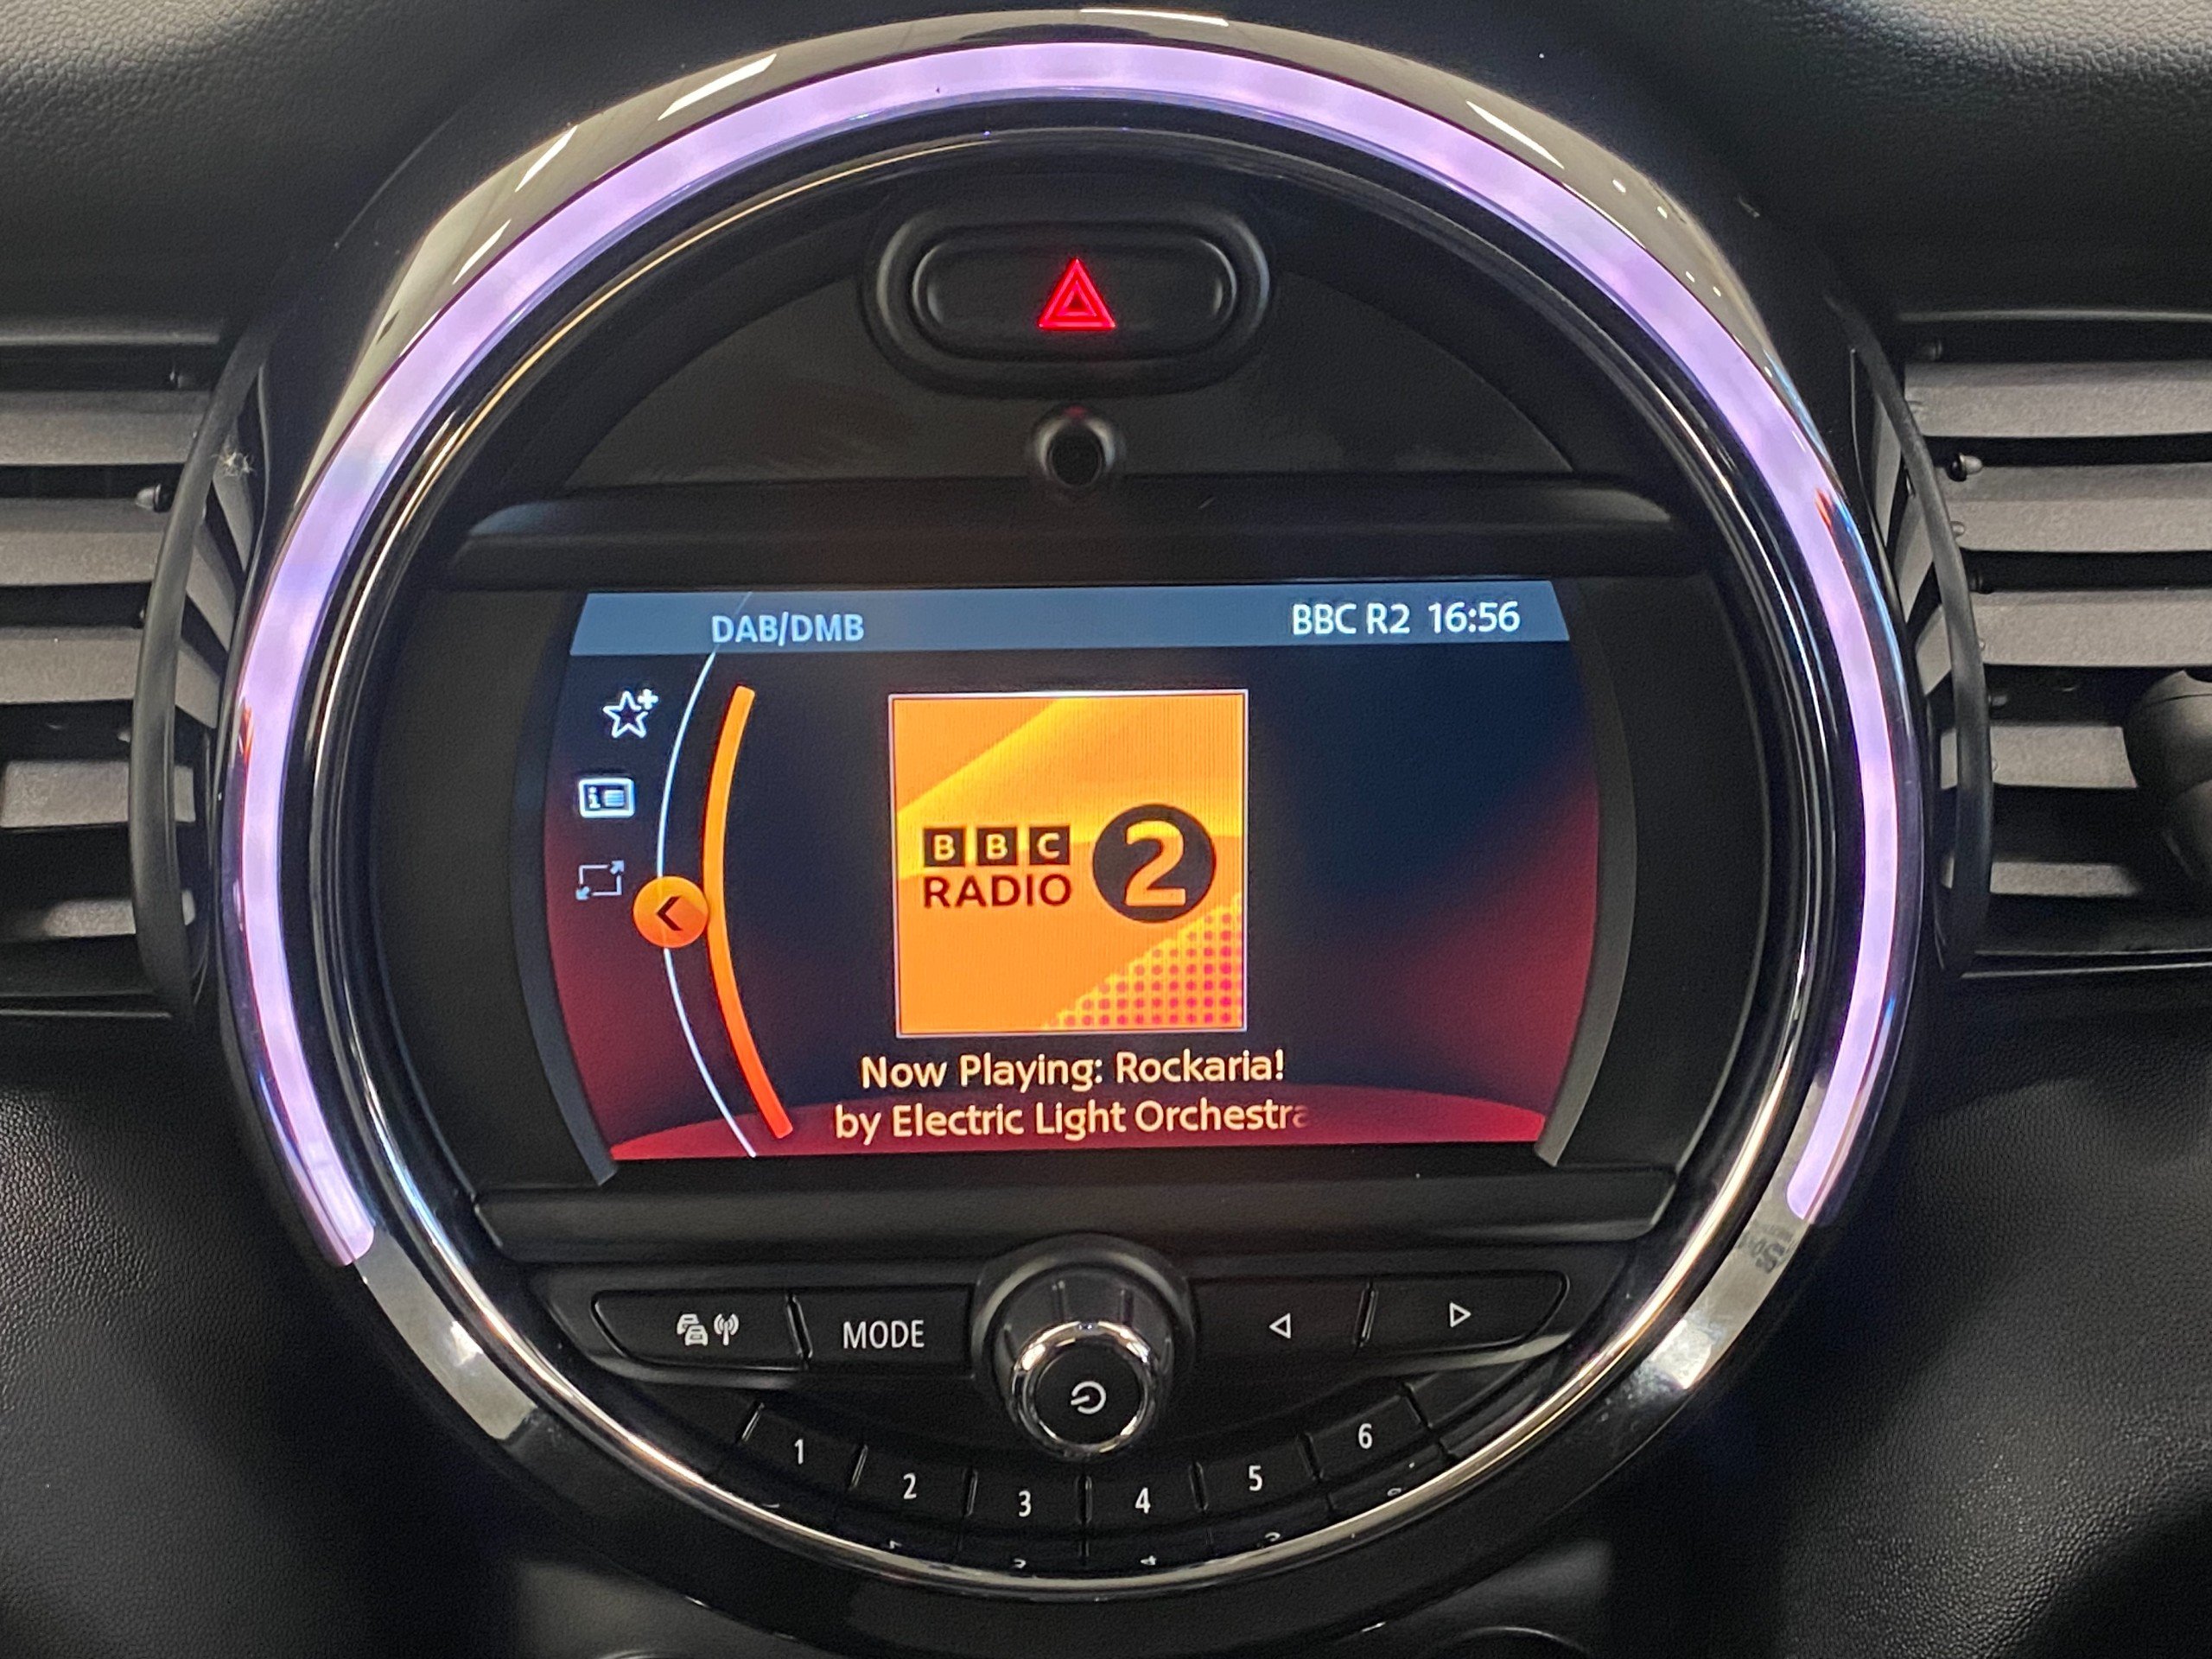 DAB/DMB
BBC R2 16:56
BBC
RADIO 2
Now Playing: Rockaria!
by Electric Light Orchestra
MODE
1 2 3 4 5 6